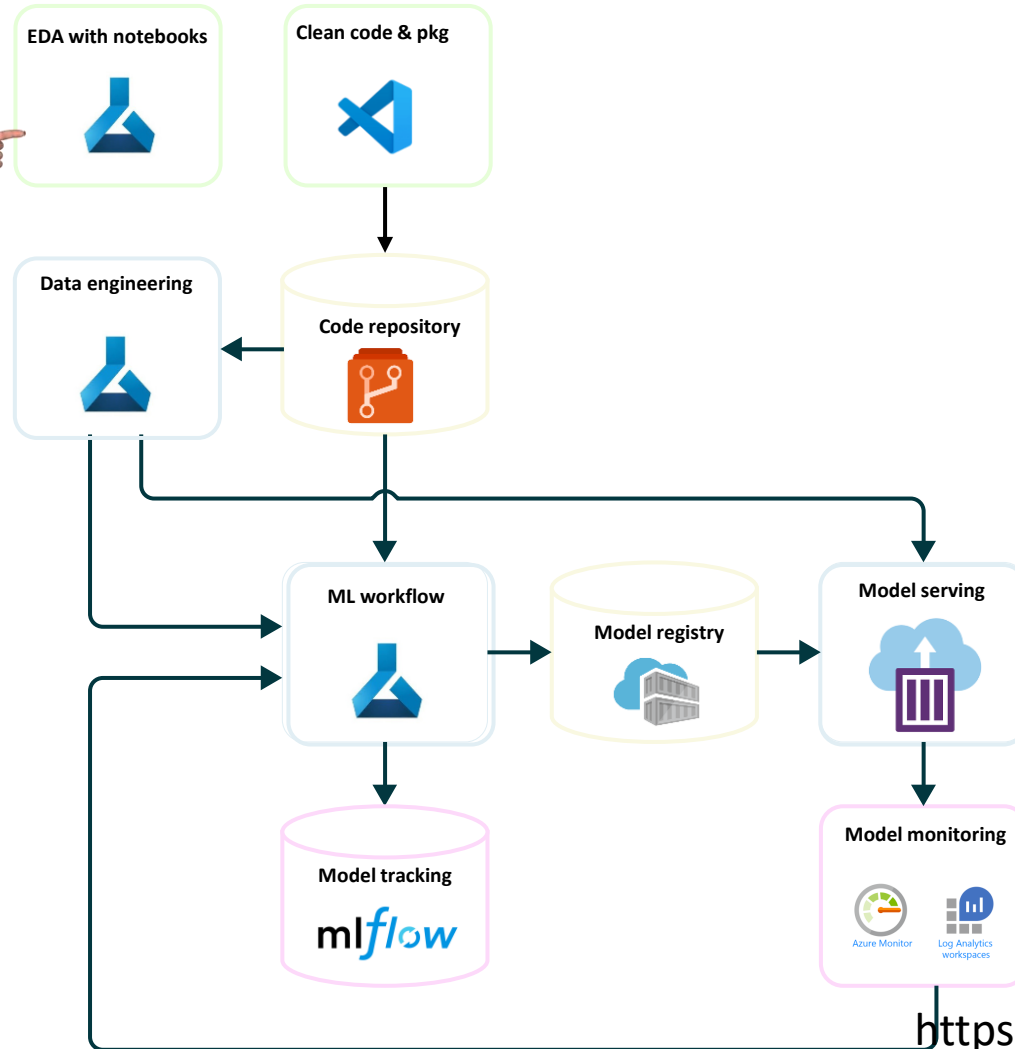 EDA with notebooks
Clean code & pkg
Data engineering
Code repository
ML workflow
Model registry
Model serving
Model tracking
mlflow
Model monitoring
Azure Monitor
Log Analytics
workspaces
https